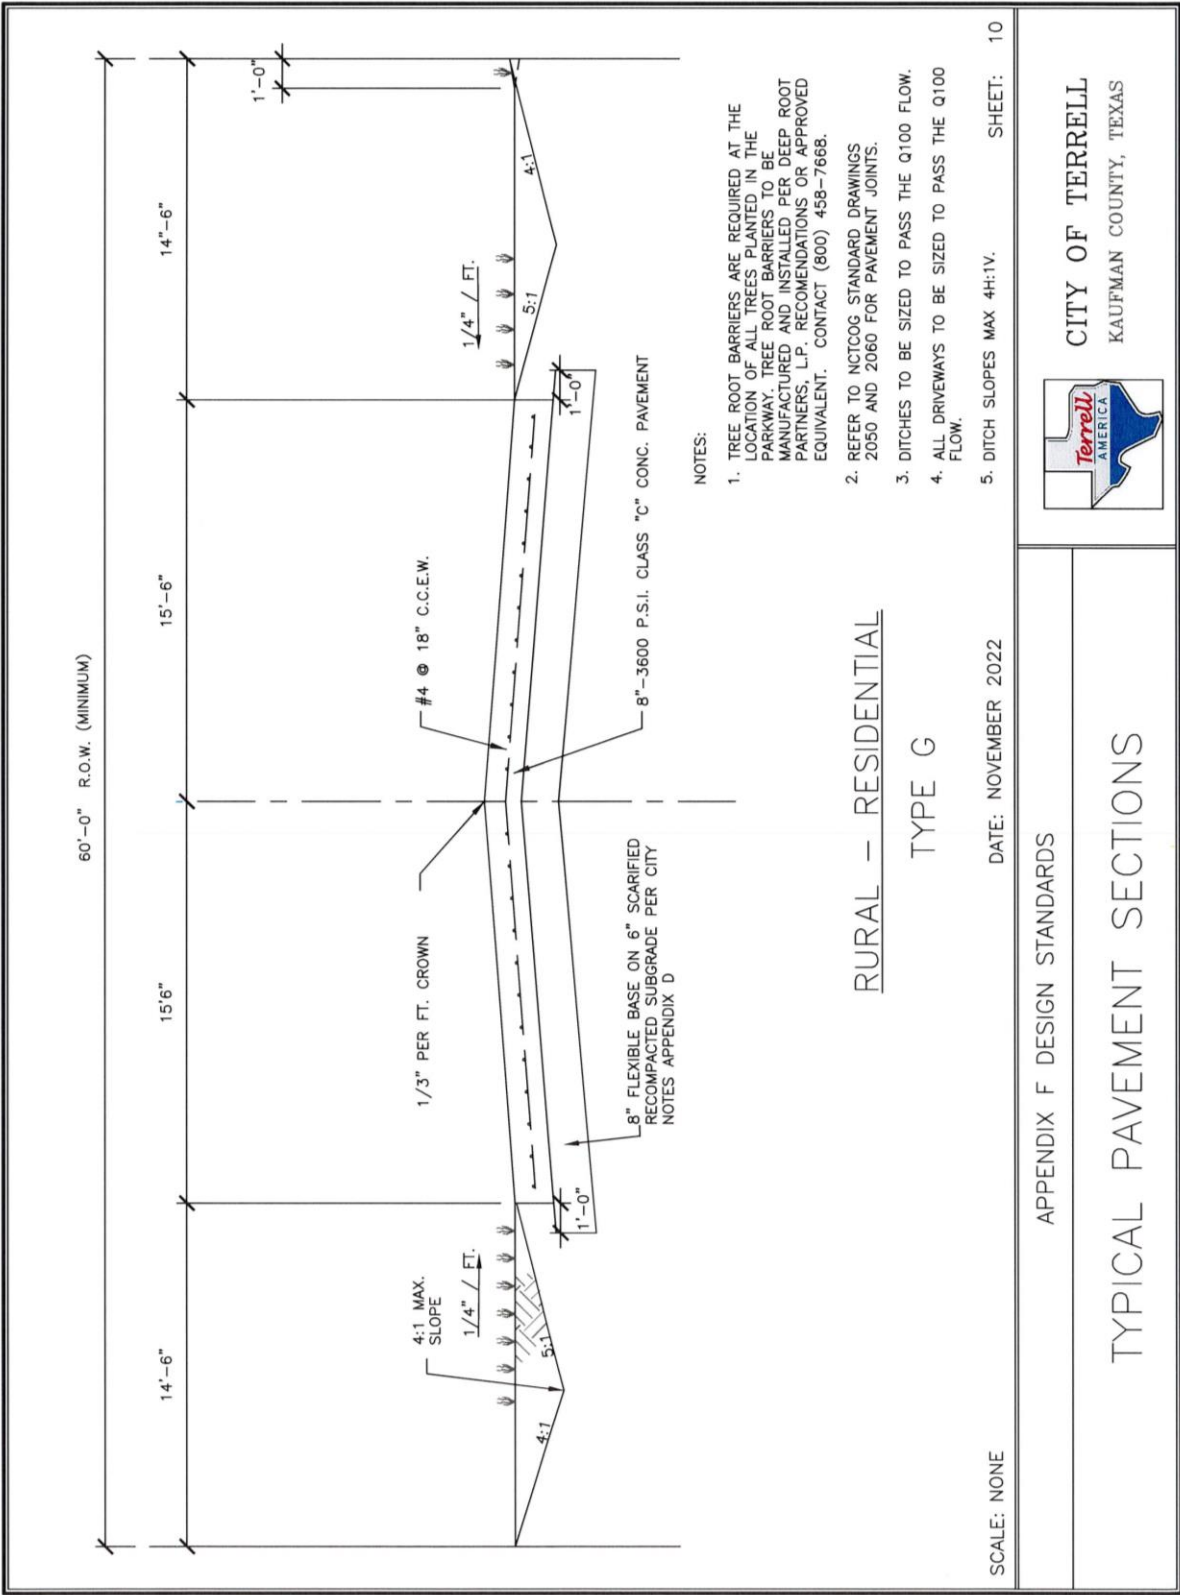 60'-0" R.O.W. (MINIMUM)
14'-6"
15'6"
15'-6"
14"-6"
1'-0"
4:1 MAX.
SLOPE
1/4" / FT.
1/3" PER FT. CROWN
#4 @ 18" C.C.E.W.
1/4" / FT.
4:1
5:1
5:1
4:1
1'-0"
1'-0"
8" FLEXIBLE BASE ON 6" SCARIFIED
RECOMPACTED SUBGRADE PER CITY
NOTES APPENDIX D
8"-3600 P.S.I. CLASS "C" CONC. PAVEMENT
RURAL - RESIDENTIAL
TYPE G
NOTES:
1. TREE ROOT BARRIERS ARE REQUIRED AT THE
LOCATION OF ALL TREES PLANTED IN THE
PARKWAY. TREE ROOT BARRIERS TO BE
MANUFACTURED AND INSTALLED PER DEEP ROOT
PARTNERS, L.P. RECOMENDATIONS OR APPROVED
EQUIVALENT. CONTACT (800) 458-7668.
2. REFER TO NCTCOG STANDARD DRAWINGS
2050 AND 2060 FOR PAVEMENT JOINTS.
3. DITCHES TO BE SIZED TO PASS THE Q100 FLOW.
4. ALL DRIVEWAYS TO BE SIZED TO PASS THE Q100
FLOW.
5. DITCH SLOPES MAX 4H:1V.
SCALE: NONE
DATE: NOVEMBER 2022
SHEET: 10
APPENDIX F DESIGN STANDARDS
TYPICAL PAVEMENT SECTIONS
Terrell
AMERICA
CITY OF TERRELL
KAUFMAN COUNTY, TEXAS